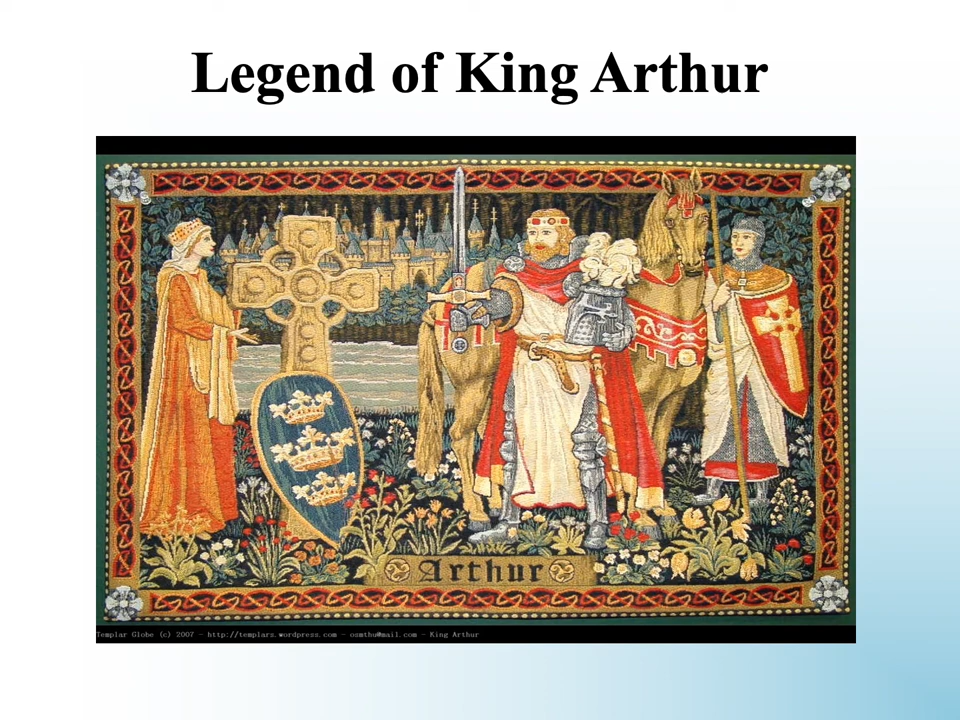 Legend of King Arthur
Arthur
Templar Globe (c) 2007 - http://templars.wordpress.com - osmthu@mail.com - King Arthur